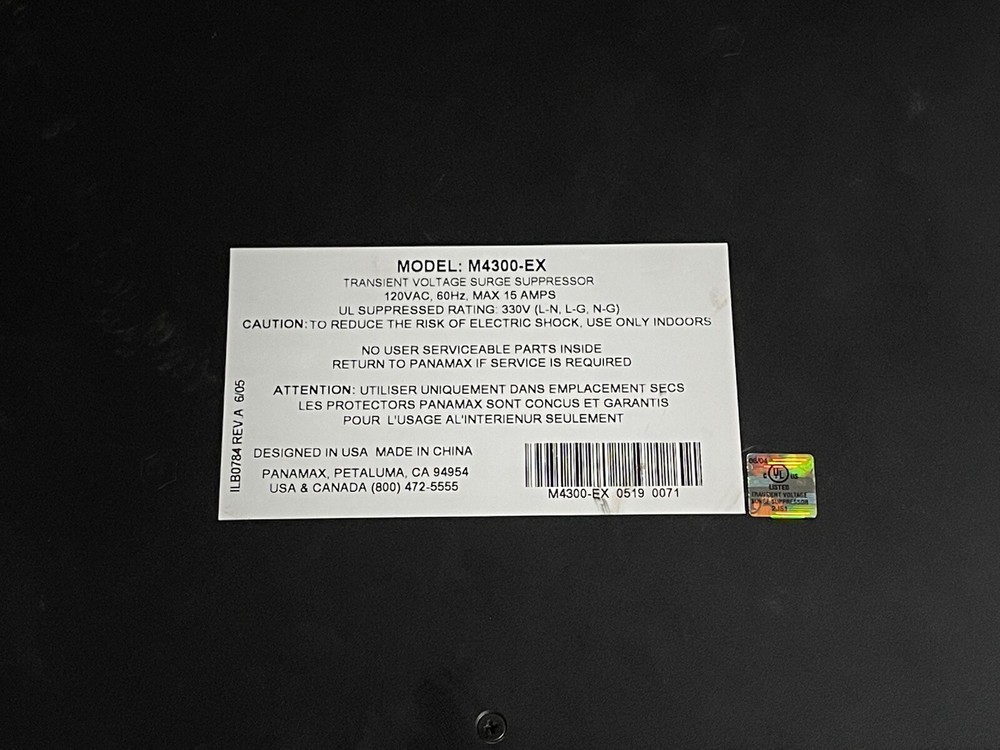 MODEL: M4300-EX
TRANSIENT VOLTAGE SURGE SUPPRESSOR
120VAC, 60Hz, MAX 15 AMPS
UL SUPPRESSED RATING: 330V (L-N, L-G, N-G)
CAUTION: TO REDUCE THE RISK OF ELECTRIC SHOCK, USE ONLY INDOORS
NO USER SERVICEABLE PARTS INSIDE
RETURN TO PANAMAX IF SERVICE IS REQUIRED
ATTENTION: UTILISER UNIQUEMENT DANS EMPLACEMENT SECS
LES PROTECTORS PANAMAX SONT CONCUS ET GARANTIS
POUR L'USAGE AL'INTERIENUR SEULEMENT
DESIGNED IN USA MADE IN CHINA
PANAMAX, PETALUMA, CA 94954
USA & CANADA (800) 472-5555
M4300-EX 0519 0071
ILB0784 REV.A 6/05
C UL US
LISTED
TRANSIENT VOLTAGE
SURGE SUPPRESSOR